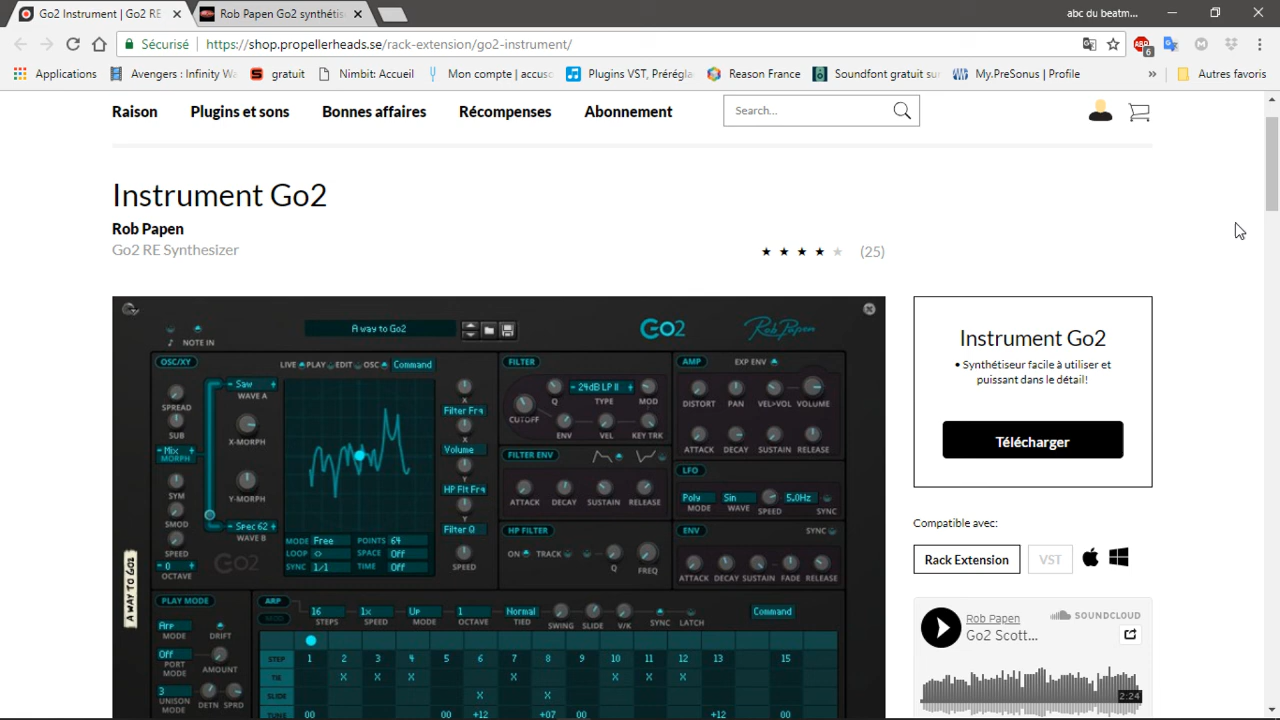 Go2 Instrument | Go2 RE
Rob Papen Go2 synthétis
abc du beatm...
Sécurisé
https://shop.propellerheads.se/rack-extension/go2-instrument/
6
Applications
Avengers : Infinity Wa
gratuit
Nimbit: Accueil
Mon compte | accuso
Plugins VST, Préréglag
Reason France
Soundfont gratuit sur
My.PreSonus | Profile
»
Autres favoris
Raison
Plugins et sons
Bonnes affaires
Récompenses
Abonnement
Search...
Instrument Go2
Rob Papen
Go2 RE Synthesizer
(25)
NOTE IN
A way to Go2
Go2
Rob Papen
OSC/XY
LIVE
PLAY
EDIT
OSC
Command
SPREAD
SUB
Mix
MORPH
SYM
SMOD
SPEED
0
OCTAVE
Saw
WAVE A
X-MORPH
Y-MORPH
Spec 62
WAVE B
Go2
MODE Free
POINTS 64
LOOP
SPACE Off
SYNC 1/1
TIME Off
X
Filter Frq
X
Volume
Y
HP Flt Frq
Y
Filter Q
SPEED
FILTER
CUTOFF
Q
24dB LP II
TYPE
MOD
ENV
VEL
KEY TRK
FILTER ENV
ATTACK
DECAY
SUSTAIN
RELEASE
HP FILTER
ON
TRACK
Q
FREQ
AMP
EXP ENV
DISTORT
PAN
VEL>VOL
VOLUME
ATTACK
DECAY
SUSTAIN
RELEASE
LFO
Poly
MODE
Sin
WAVE
SPEED
5.0Hz
SYNC
ENV
SYNC
ATTACK
DECAY
SUSTAIN
FADE
RELEASE
A WAY TO GO2
PLAY MODE
Arp
MODE
DRIFT
Off
PORT MODE
AMOUNT
3
UNISON MODE
DETN
SPRD
ARP
MOD
16
STEPS
1x
SPEED
Up
MODE
1
OCTAVE
Normal
TIED
SWING
SLIDE
V/K
SYNC
LATCH
Command
STEP 1 2 3 4 5 6 7 8 9 10 11 12 13 15
TIE X X X X X X X
SLIDE X X
TUNE 00 00 +12 +07 00 +12 00
Instrument Go2
• Synthétiseur facile à utiliser et
puissant dans le détail!
Télécharger
Compatible avec:
Rack Extension
VST
Rob Papen
SOUNDCLOUD
Go2 Scott...
2:24